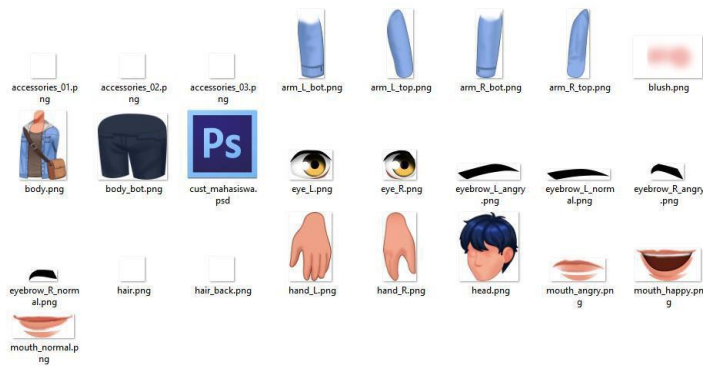 accessories_01.p
ng
accessories_02.p
ng
accessories_03.p
ng
arm_L_bot.png
arm_L_top.png
arm_R_bot.png
arm_R_top.png
blush.png
Ps
body.png
body_bot.png
cust_mahasiswa.
psd
eye_L.png
eye_R.png
eyebrow_L_angry
.png
eyebrow_L_norm
al.png
eyebrow_R_angry
.png
eyebrow_R_norm
al.png
hair.png
hair_back.png
hand_L.png
hand_R.png
head.png
mouth_angry.pn
g
mouth_happy.pn
g
mouth_normal.p
ng